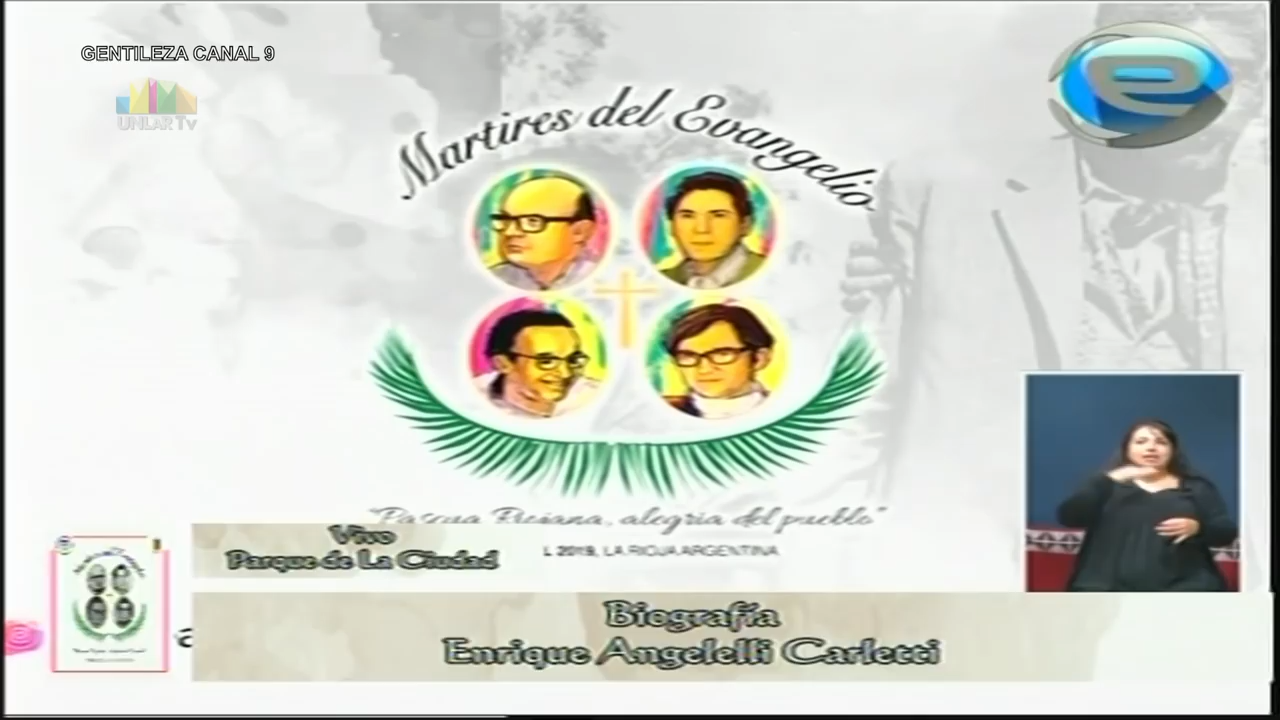 GENTILEZA CANAL 9
UNLAR Tv
e
Martires del Evangelio
"Pascua Riojana, alegria del pueblo"
L 2019, LA RIOJA ARGENTINA
Vivo
Parque de La Ciudad
Biografía
Enrique Angelelli Carletti